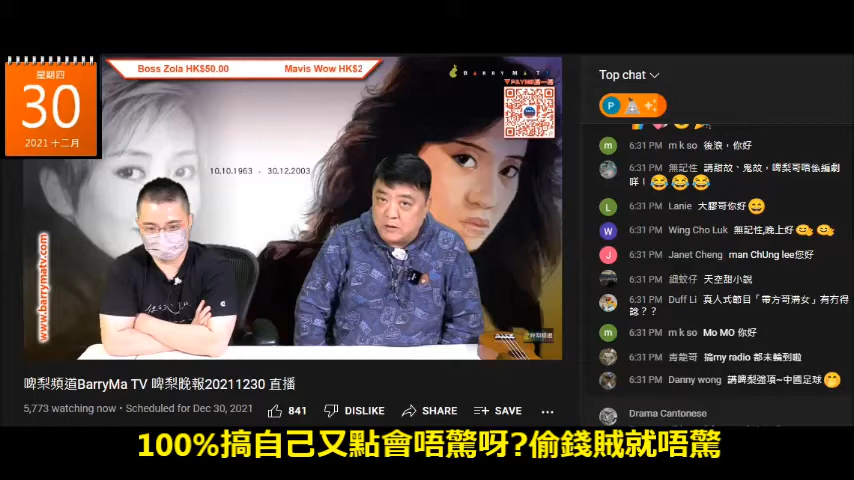 星期四
30
2021 十二月
Boss Zola HK$50.00
Mavis Wow HK$2
BARRYMA TV
10.10.1963 - 30.12.2003
www.barrymatv.com
啤梨頻道BarryMa TV 啤梨晚報20211230 直播
5,773 watching now • Scheduled for Dec 30, 2021
841
DISLIKE
SHARE
SAVE
Top chat
P
m k so 後浪，你好
6:31 PM 無記性 講甜故、鬼故，啤梨哥唔係編劇
咩！
6:31 PM Lanie 大膠哥你好
6:31 PM Wing Cho Luk 無記性,晚上好
6:31 PM Janet Cheng man ChUng lee您好
6:31 PM 細蚊仔 天空甜小說
6:31 PM Duff Li 真人式節目「帶方哥溝女」有冇得
諗？？
6:31 PM m k so Mo MO 你好
6:31 PM 青龍哥 搞my radio 都未輪到啦
6:31 PM Danny wong 講啤梨強項~中國足球
Drama Cantonese
100%搞自己又點會唔驚呀?偷錢賊就唔驚